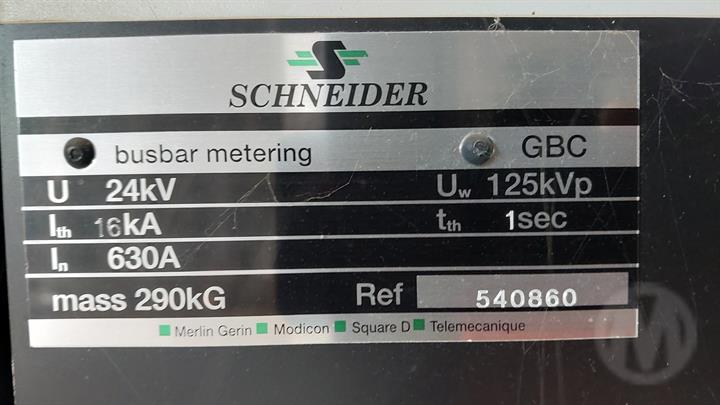 S
SCHNEIDER
busbar metering GBC
U 24kV Uw 125kVp
Ith 16kA tth 1sec
In 630A
mass 290kG Ref 540860
Merlin Gerin Modicon Square D Telemecanique
M